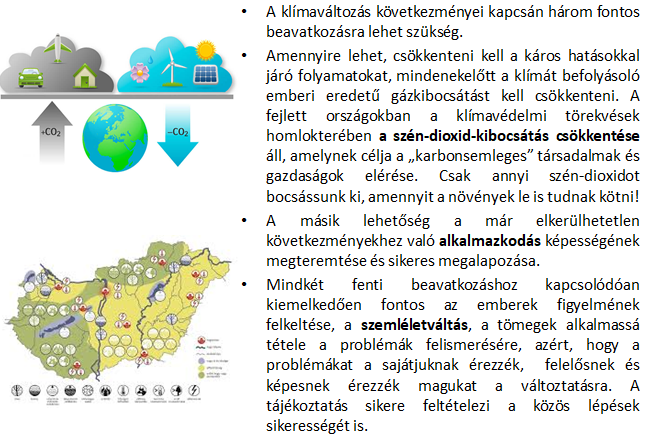 +CO₂
−CO₂
• A klímaváltozás következményei kapcsán három fontos
beavatkozásra lehet szükség.
• Amennyire lehet, csökkenteni kell a káros hatásokkal
járó folyamatokat, mindenekelőtt a klímát befolyásoló
emberi eredetű gázkibocsátást kell csökkenteni. A
fejlett országokban a klímavédelmi törekvések
homlokterében a szén-dioxid-kibocsátás csökkentése
áll, amelynek célja a „karbonsemleges” társadalmak és
gazdaságok elérése. Csak annyi szén-dioxidot
bocsássunk ki, amennyit a növények le is tudnak kötni!
• A másik lehetőség a már elkerülhetetlen
következményekhez való alkalmazkodás képességének
megteremtése és sikeres megalapozása.
• Mindkét fenti beavatkozáshoz kapcsolódóan
kiemelkedően fontos az emberek figyelmének
felkeltése, a szemléletváltás, a tömegek alkalmassá
tétele a problémák felismerésére, azért, hogy a
problémákat a sajátjuknak érezzék, felelősnek és
képesnek érezzék magukat a változtatásra. A
tájékoztatás sikere feltételezi a közös lépések
sikerességét is.